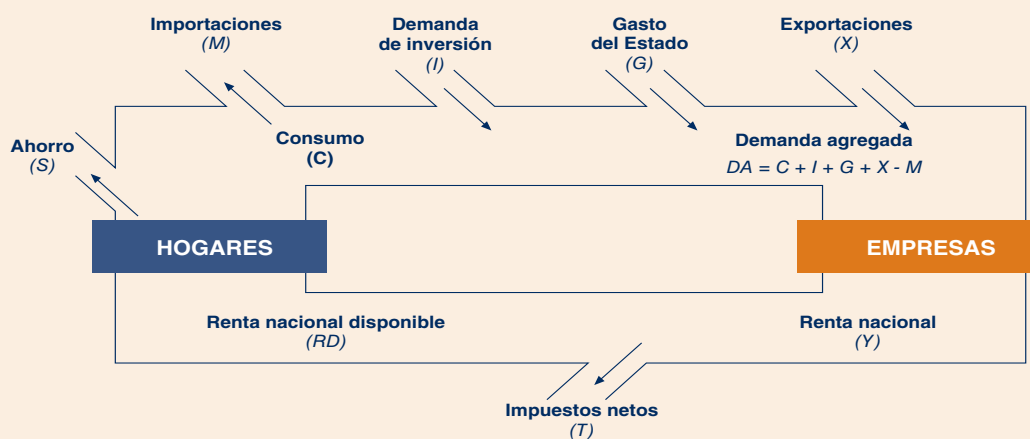 Importaciones
(M)
Demanda
de inversión
(I)
Gasto
del Estado
(G)
Exportaciones
(X)
Ahorro
(S)
Consumo
(C)
Demanda agregada
DA = C + I + G + X - M
HOGARES
EMPRESAS
Renta nacional disponible
(RD)
Renta nacional
(Y)
Impuestos netos
(T)